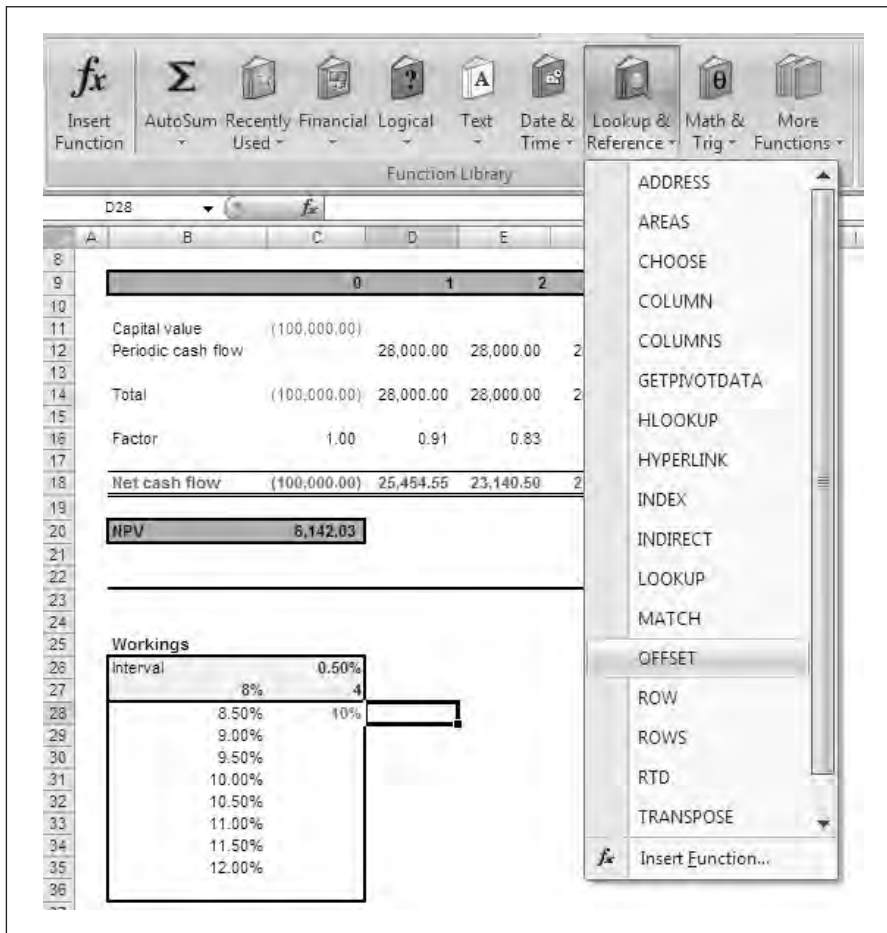 fx Σ ? A θ
Insert Function AutoSum Recently Used Financial Logical Text Date & Time Lookup & Reference Math & Trig More Functions
Function Library
D28 fx
A B C D E
8
9 0 1 2
10
11 Capital value (100,000.00)
12 Periodic cash flow 28,000.00 28,000.00 2
13
14 Total (100,000.00) 28,000.00 28,000.00 2
15
16 Factor 1.00 0.91 0.83
17
18 Net cash flow (100,000.00) 25,454.55 23,140.50 2
19
20 NPV 6,142.03
21
22
23
24
25 Workings
26 Interval 0.50%
27 8% 4
28 8.50% 10%
29 9.00%
30 9.50%
31 10.00%
32 10.50%
33 11.00%
34 11.50%
35 12.00%
36
ADDRESS
AREAS
CHOOSE
COLUMN
COLUMNS
GETPIVOTDATA
HLOOKUP
HYPERLINK
INDEX
INDIRECT
LOOKUP
MATCH
OFFSET
ROW
ROWS
RTD
TRANSPOSE
fx Insert Function...